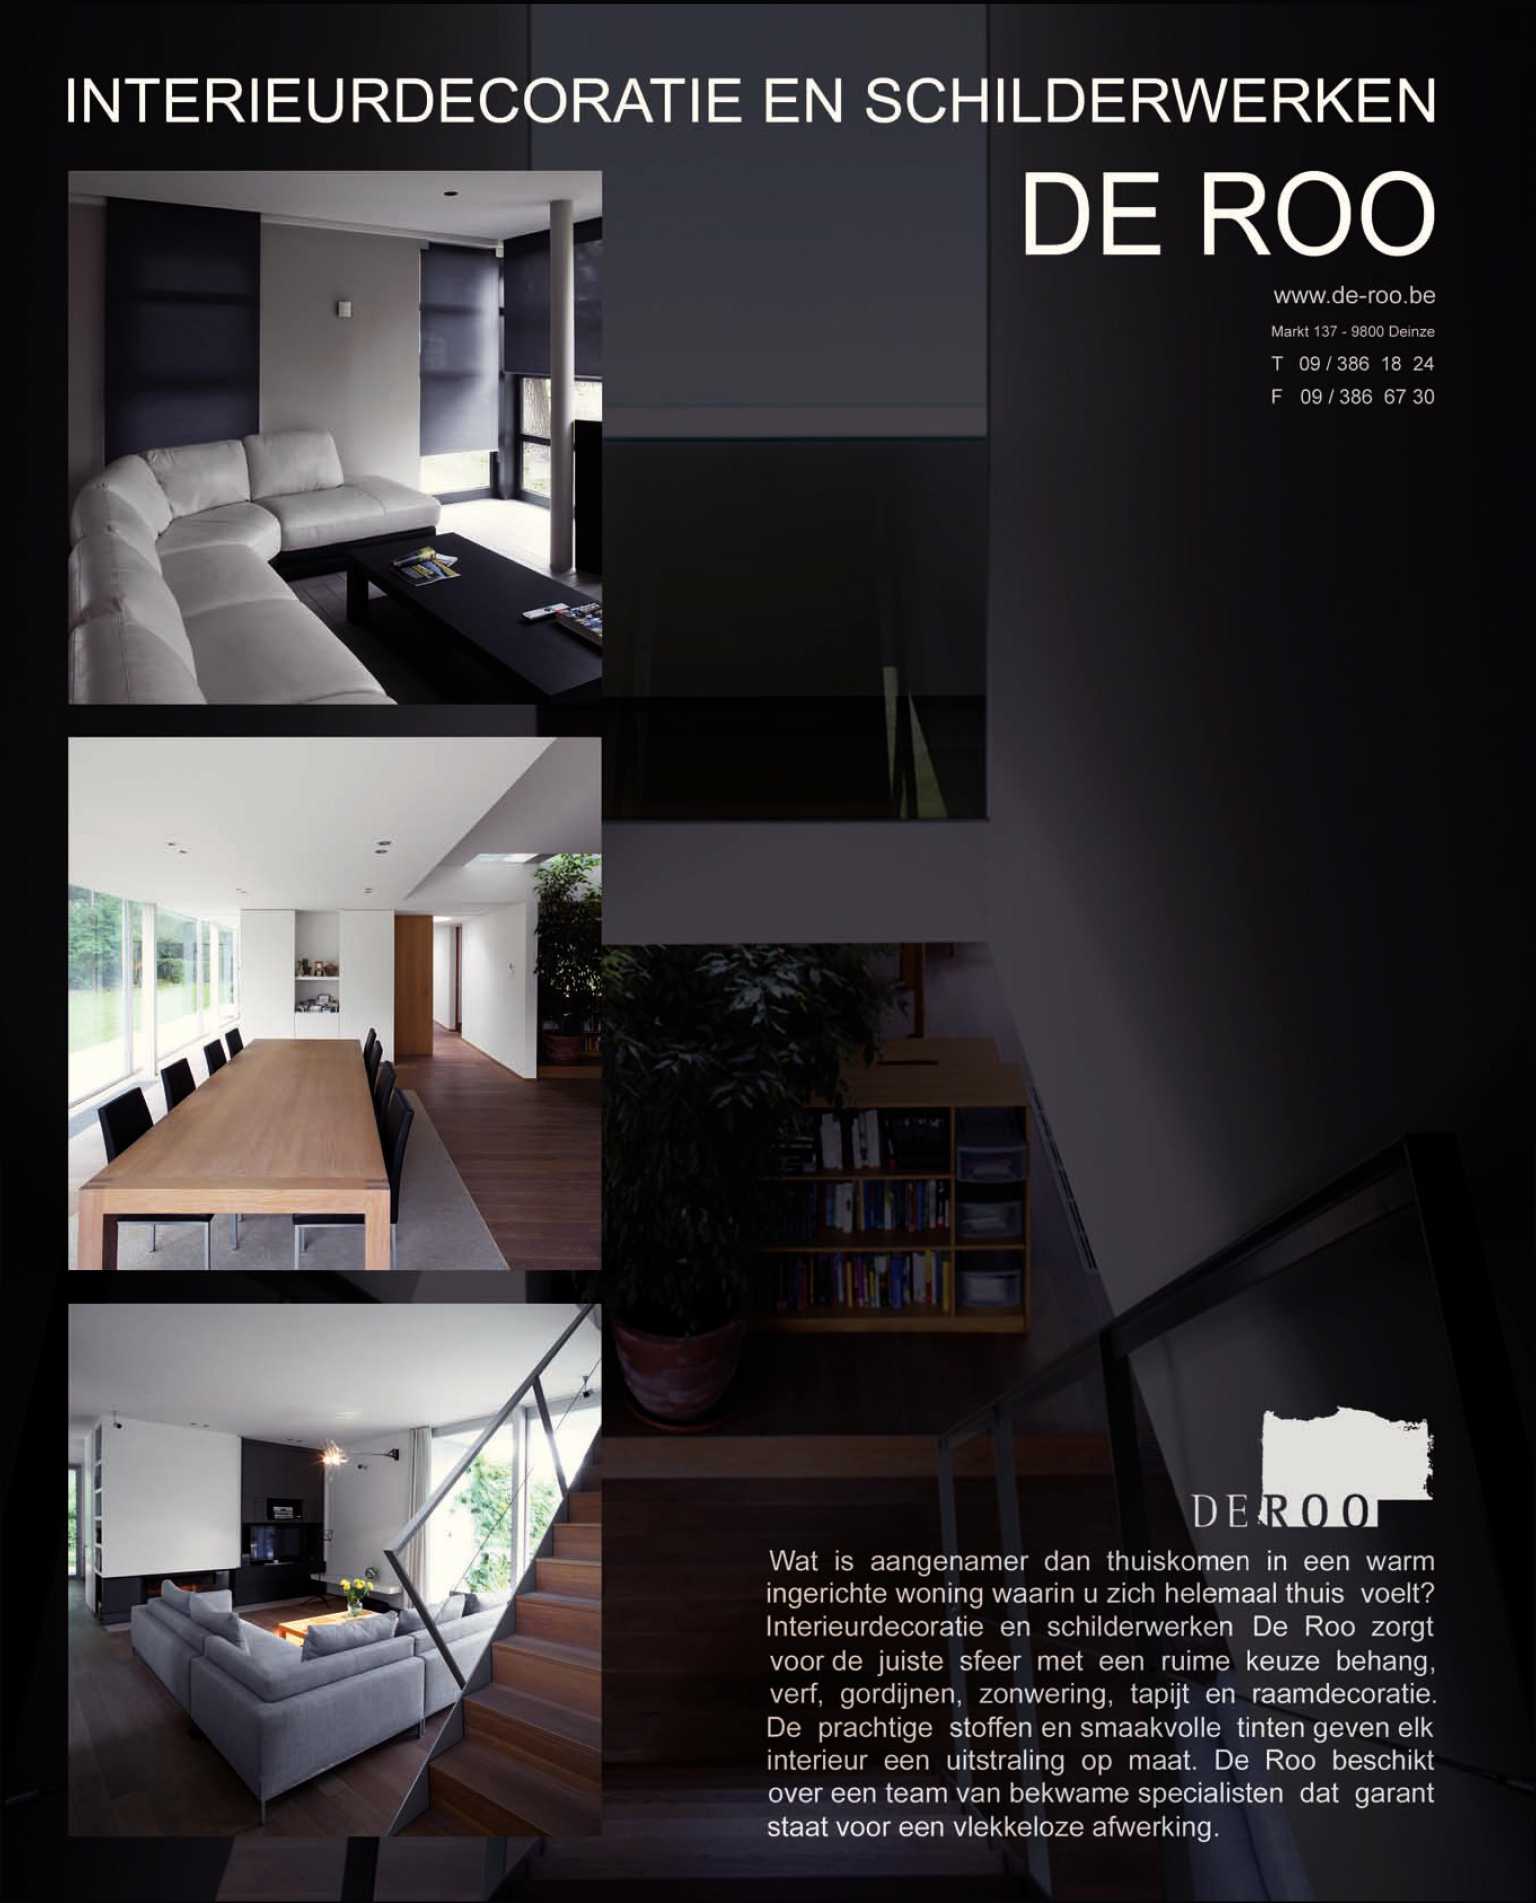 INTERIEURDECORATIE EN SCHILDERWERKEN
DE ROO
www.de-roo.be
Markt 137 - 9800 Deinze
T 09 / 386 18 24
F 09 / 386 67 30
DE ROO
Wat is aangenamer dan thuiskomen in een warm
ingerichte woning waarin u zich helemaal thuis voelt?
Interieurdecoratie en schilderwerken De Roo zorgt
voor de juiste sfeer met een ruime keuze behang,
verf, gordijnen, zonwering, tapijt en raamdecoratie.
De prachtige stoffen en smaakvolle tinten geven elk
interieur een uitstraling op maat. De Roo beschikt
over een team van bekwame specialisten dat garant
staat voor een vlekkeloze afwerking.